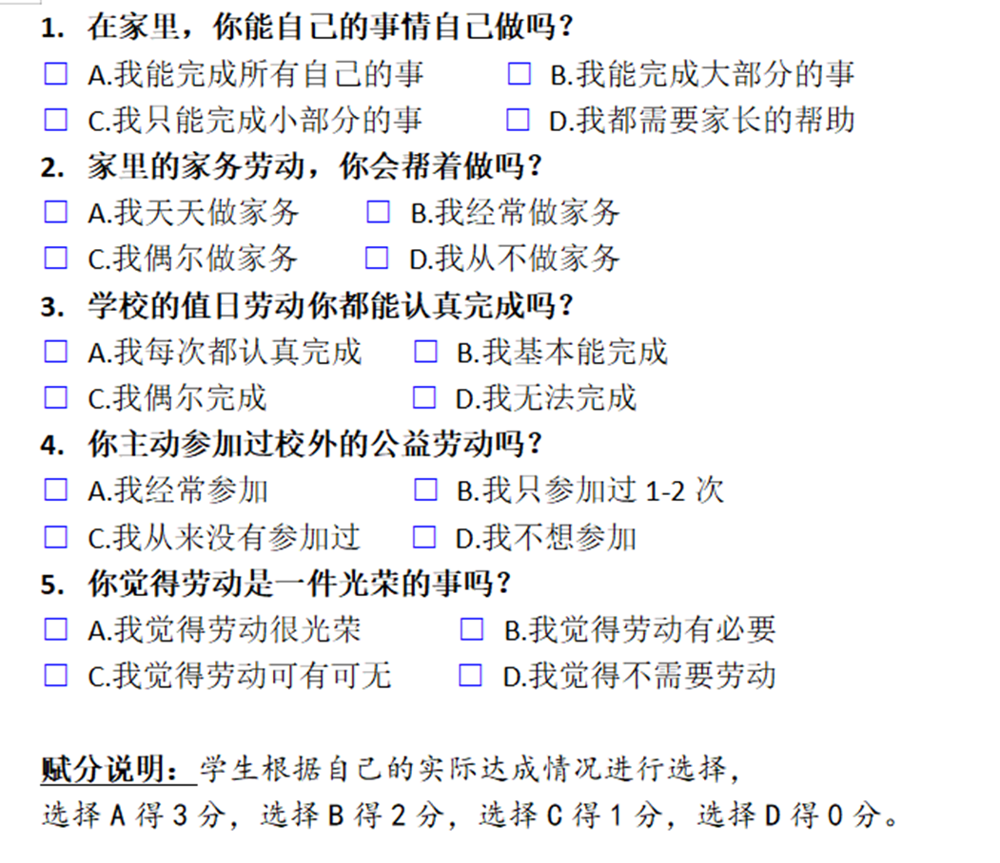 1. 在家里，你能自己的事情自己做吗？
□ A.我能完成所有自己的事 □ B.我能完成大部分的事
□ C.我只能完成小部分的事 □ D.我都需要家长的帮助
2. 家里的家务劳动，你会帮着做吗？
□ A.我天天做家务 □ B.我经常做家务
□ C.我偶尔做家务 □ D.我从不做家务
3. 学校的值日劳动你都能认真完成吗？
□ A.我每次都认真完成 □ B.我基本能完成
□ C.我偶尔完成 □ D.我无法完成
4. 你主动参加过校外的公益劳动吗？
□ A.我经常参加 □ B.我只参加过 1-2 次
□ C.我从来没有参加过 □ D.我不想参加
5. 你觉得劳动是一件光荣的事吗？
□ A.我觉得劳动很光荣 □ B.我觉得劳动有必要
□ C.我觉得劳动可有可无 □ D.我觉得不需要劳动
赋分说明：学生根据自己的实际达成情况进行选择，
选择 A 得 3 分，选择 B 得 2 分，选择 C 得 1 分，选择 D 得 0 分。